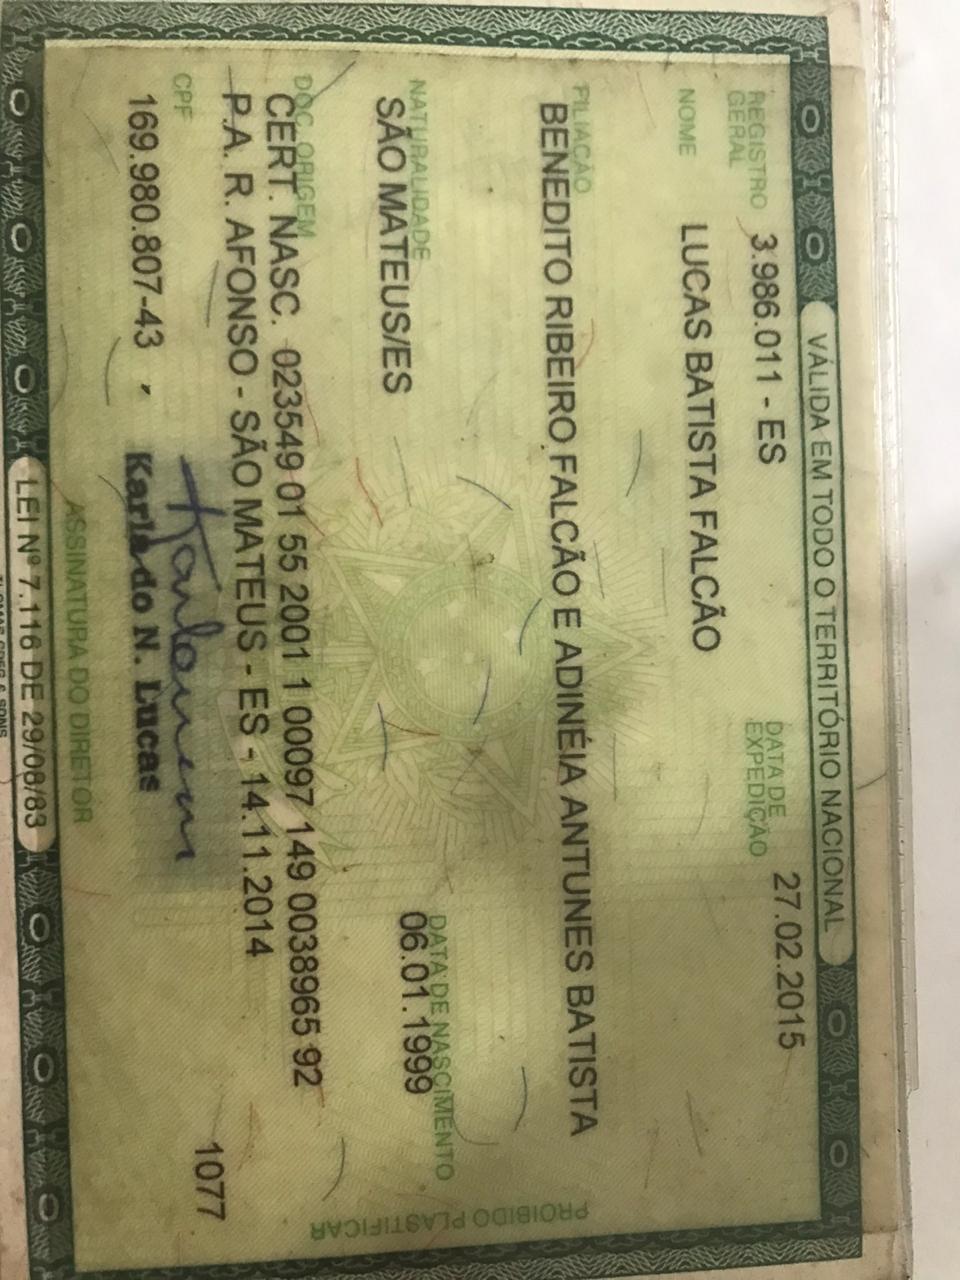 VÁLIDA EM TODO O TERRITÓRIO NACIONAL
REGISTRO GERAL 3.986.011 - ES DATA DE EXPEDIÇÃO 27.02.2015
NOME LUCAS BATISTA FALCÃO
FILIAÇÃO
BENEDITO RIBEIRO FALCÃO E ADINÉIA ANTUNES BATISTA
NATURALIDADE DATA DE NASCIMENTO
SÃO MATEUS/ES 06.01.1999
DOC. ORIGEM
CERT. NASC. 023549 01 55 2001 1 00097 149 0038965 92
P.A. R. AFONSO - SÃO MATEUS - ES - 14.11.2014
CPF
169.980.807-43
Karledo N. Lucas
1077
ASSINATURA DO DIRETOR
LEI Nº 7.116 DE 29/08/83
PROIBIDO PLASTIFICAR